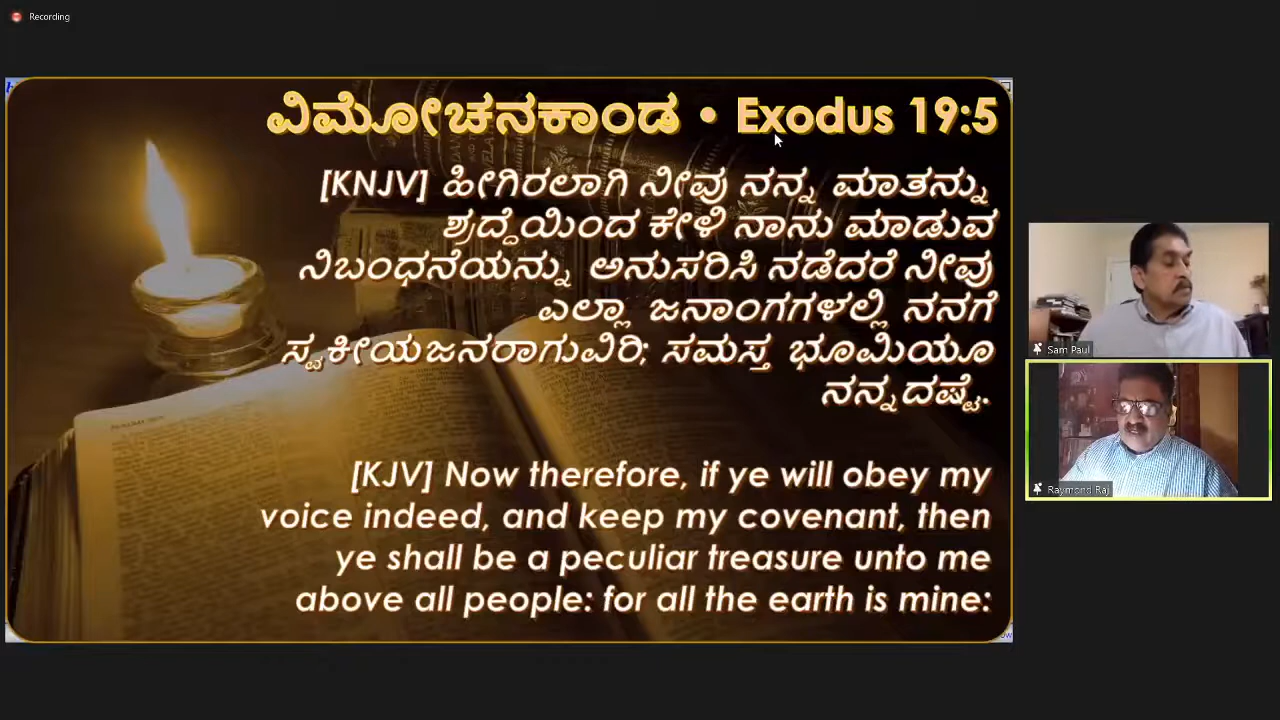 Recording
ವಿಮೋಚನಕಾಂಡ • Exodus 19:5
[KNJV] ಹೀಗಿರಲಾಗಿ ನೀವು ನನ್ನ ಮಾತನ್ನು
ಶ್ರದ್ದೆಯಿಂದ ಕೇಳಿ ನಾನು ಮಾಡುವ
ನಿಬಂಧನೆಯನ್ನು ಅನುಸರಿಸಿ ನಡೆದರೆ ನೀವು
ಎಲ್ಲಾ ಜನಾಂಗಗಳಲ್ಲಿ ನನಗೆ
ಸ್ವಕೀಯಜನರಾಗುವಿರಿ; ಸಮಸ್ತ ಭೂಮಿಯೂ
ನನ್ನದಷ್ಟೆ.
[KJV] Now therefore, if ye will obey my
voice indeed, and keep my covenant, then
ye shall be a peculiar treasure unto me
above all people: for all the earth is mine:
Sam Paul
Raymond Raj